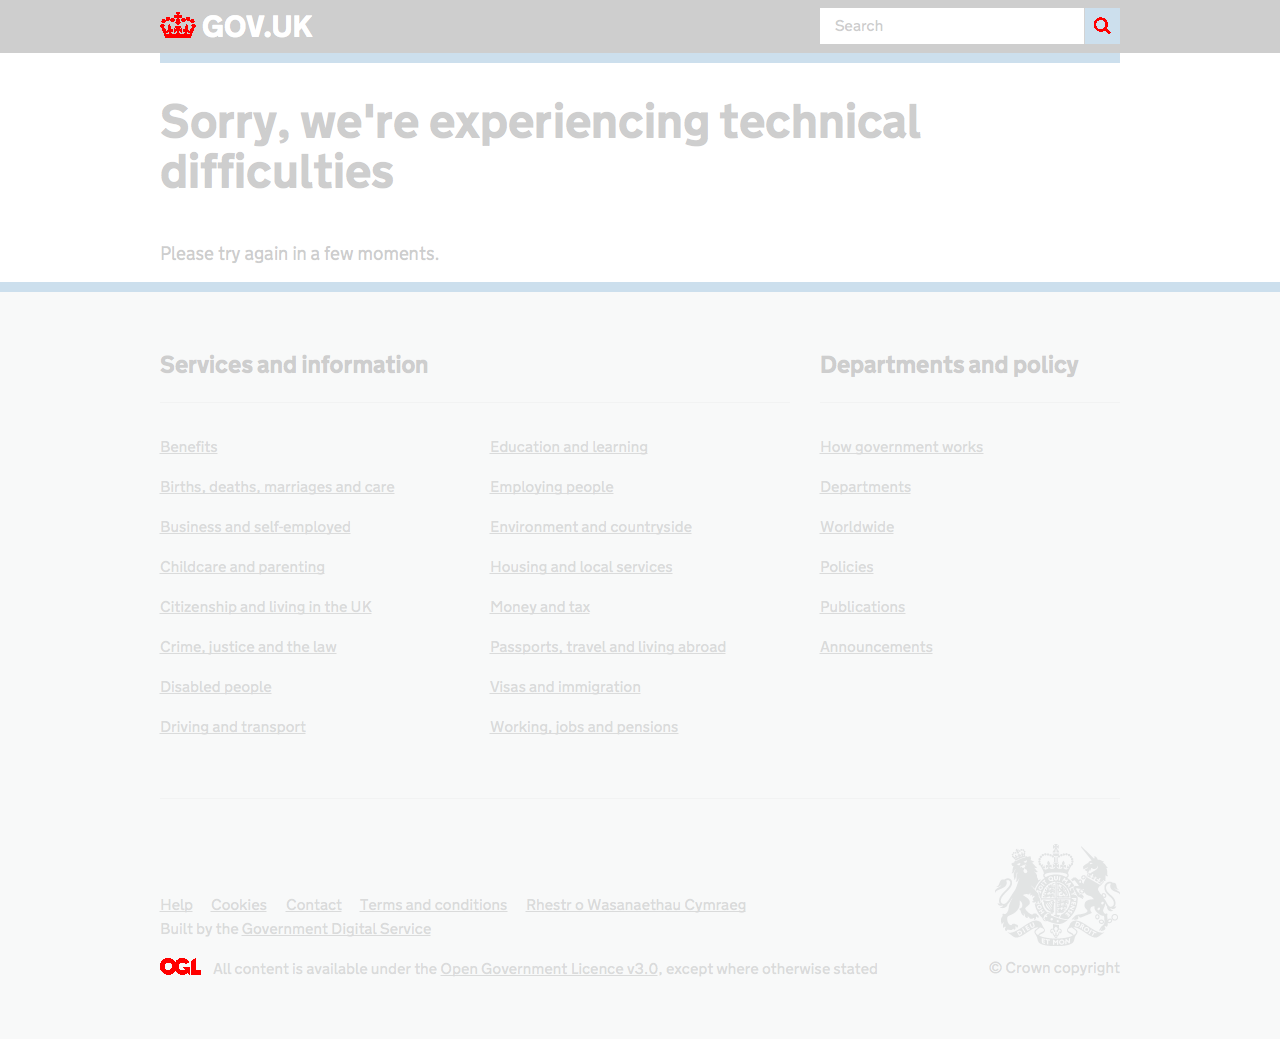 GOV.UK
Search
Sorry, we're experiencing technical
difficulties
Please try again in a few moments.
Services and information
Departments and policy
Benefits
Births, deaths, marriages and care
Business and self-employed
Childcare and parenting
Citizenship and living in the UK
Crime, justice and the law
Disabled people
Driving and transport
Education and learning
Employing people
Environment and countryside
Housing and local services
Money and tax
Passports, travel and living abroad
Visas and immigration
Working, jobs and pensions
How government works
Departments
Worldwide
Policies
Publications
Announcements
Help Cookies Contact Terms and conditions Rhestr o Wasanaethau Cymraeg
Built by the Government Digital Service
OGL All content is available under the Open Government Licence v3.0, except where otherwise stated
© Crown copyright